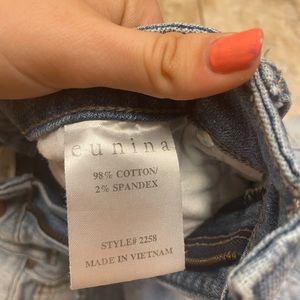 eunina
98% COTTON/
2% SPANDEX
STYLE# 2258
MADE IN VIETNAM